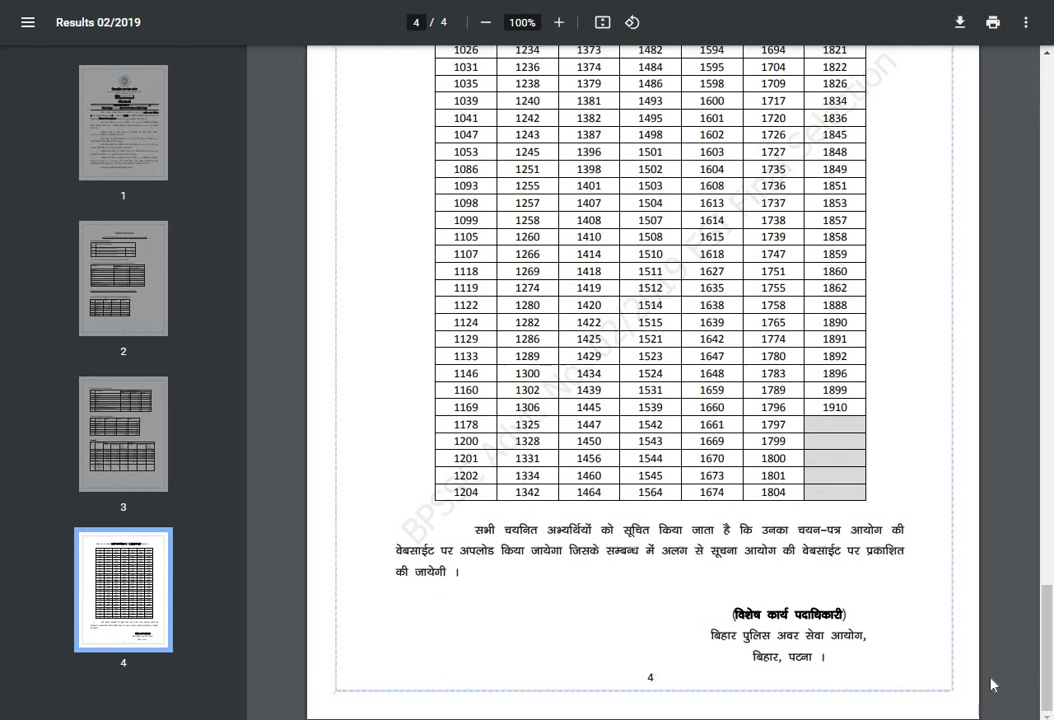 Results 02/2019
4 / 4
100%
1
2
3
4
1026 1234 1373 1482 1594 1694 1821
1031 1236 1374 1484 1595 1704 1822
1035 1238 1379 1486 1598 1709 1826
1039 1240 1381 1493 1600 1717 1834
1041 1242 1382 1495 1601 1720 1836
1047 1243 1387 1498 1602 1726 1845
1053 1245 1396 1501 1603 1727 1848
1086 1251 1398 1502 1604 1735 1849
1093 1255 1401 1503 1608 1736 1851
1098 1257 1407 1504 1613 1737 1853
1099 1258 1408 1507 1614 1738 1857
1105 1260 1410 1508 1615 1739 1858
1107 1266 1414 1510 1618 1747 1859
1118 1269 1418 1511 1627 1751 1860
1119 1274 1419 1512 1635 1755 1862
1122 1280 1420 1514 1638 1758 1888
1124 1282 1422 1515 1639 1765 1890
1129 1286 1425 1521 1642 1774 1891
1133 1289 1429 1523 1647 1780 1892
1146 1300 1434 1524 1648 1783 1896
1160 1302 1439 1531 1659 1789 1899
1169 1306 1445 1539 1660 1796 1910
1178 1325 1447 1542 1661 1797
1200 1328 1450 1543 1669 1799
1201 1331 1456 1544 1670 1800
1202 1334 1460 1545 1673 1801
1204 1342 1464 1564 1674 1804
सभी चयनित अभ्यर्थियों को सूचित किया जाता है कि उनका चयन-पत्र आयोग की
वेबसाईट पर अपलोड किया जायेगा जिसके सम्बन्ध में अलग से सूचना आयोग की वेबसाईट पर प्रकाशित
की जायेगी ।
(विशेष कार्य पदाधिकारी)
बिहार पुलिस अवर सेवा आयोग,
बिहार, पटना ।
4